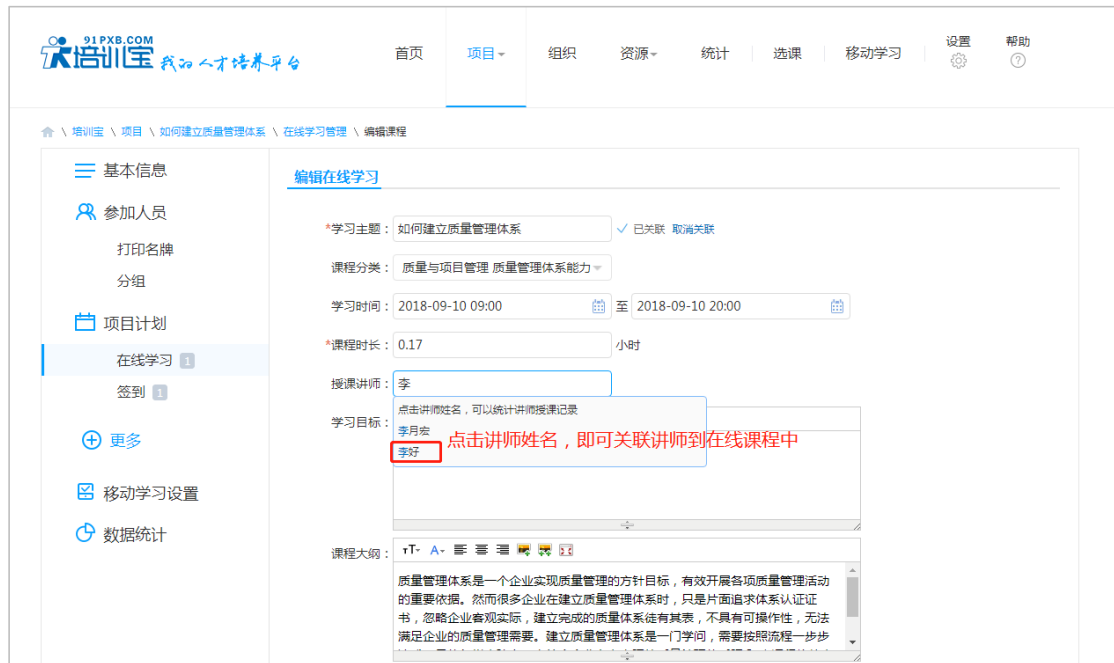 91PXB.COM
培训宝 我的人才培养平台
首页 项目 组织 资源 统计 选课 移动学习 设置 帮助
\ 培训宝 \ 项目 \ 如何建立质量管理体系 \ 在线学习管理 \ 编辑课程
基本信息
参加人员
打印名牌
分组
项目计划
在线学习 1
签到 1
更多
移动学习设置
数据统计
编辑在线学习
*学习主题： 如何建立质量管理体系 已关联 取消关联
课程分类： 质量与项目管理 质量管理体系能力
学习时间： 2018-09-10 09:00 至 2018-09-10 20:00
*课程时长： 0.17 小时
授课讲师： 李
点击讲师姓名，可以统计讲师授课记录
学习目标：
李月宏
李好
点击讲师姓名，即可关联讲师到在线课程中
课程大纲：
质量管理体系是一个企业实现质量管理的方针目标，有效开展各项质量管理活动
的重要依据。然而很多企业在建立质量管理体系时，只是片面追求体系认证证
书，忽略企业客观实际，建立完成的质量体系徒有其表，不具有可操作性，无法
满足企业的质量管理需要。建立质量管理体系是一门学问，需要按照流程一步步